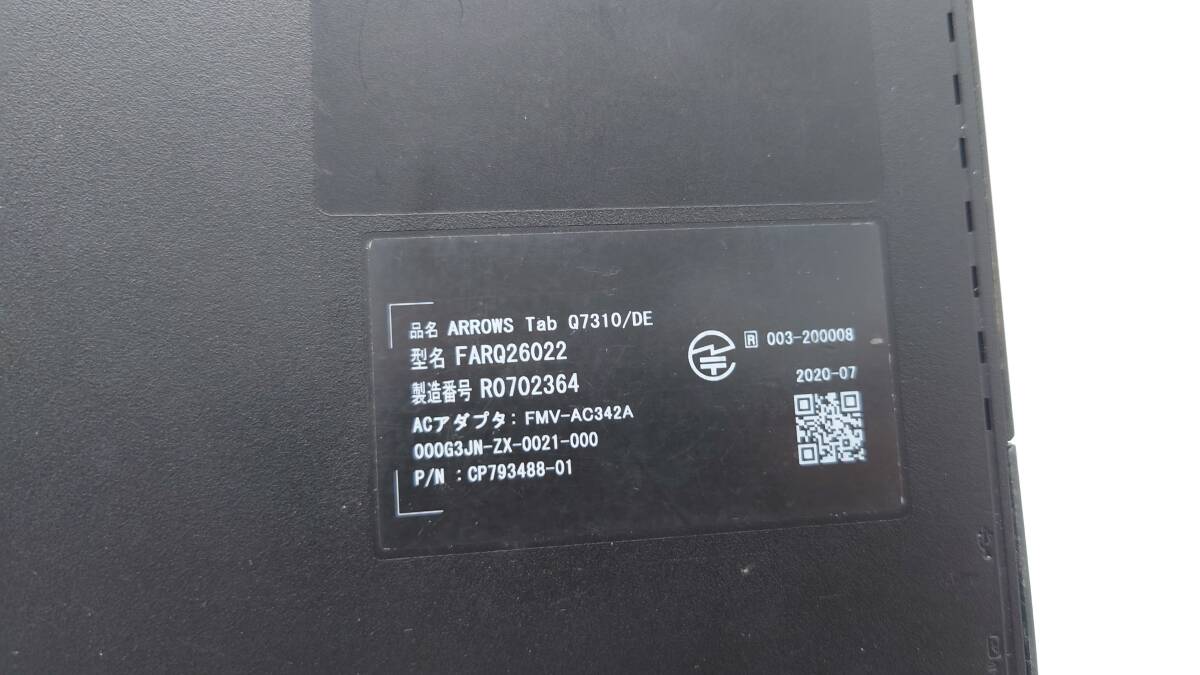 品名 ARROWS Tab Q7310/DE
型名 FARQ26022
製造番号 R0702364
ACアダプタ: FMV-AC342A
000G3JN-ZX-0021-000
P/N :CP793488-01
R 003-200008
2020-07